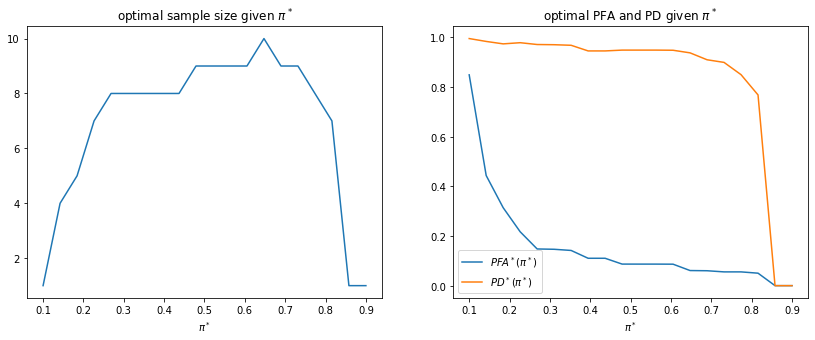 optimal sample size given π*
10
8
6
4
2
0.1 0.2 0.3 0.4 0.5 0.6 0.7 0.8 0.9
π*
optimal PFA and PD given π*
1.0
0.8
0.6
0.4
0.2
0.0
PFA*(π*)
PD*(π*)
0.1 0.2 0.3 0.4 0.5 0.6 0.7 0.8 0.9
π*